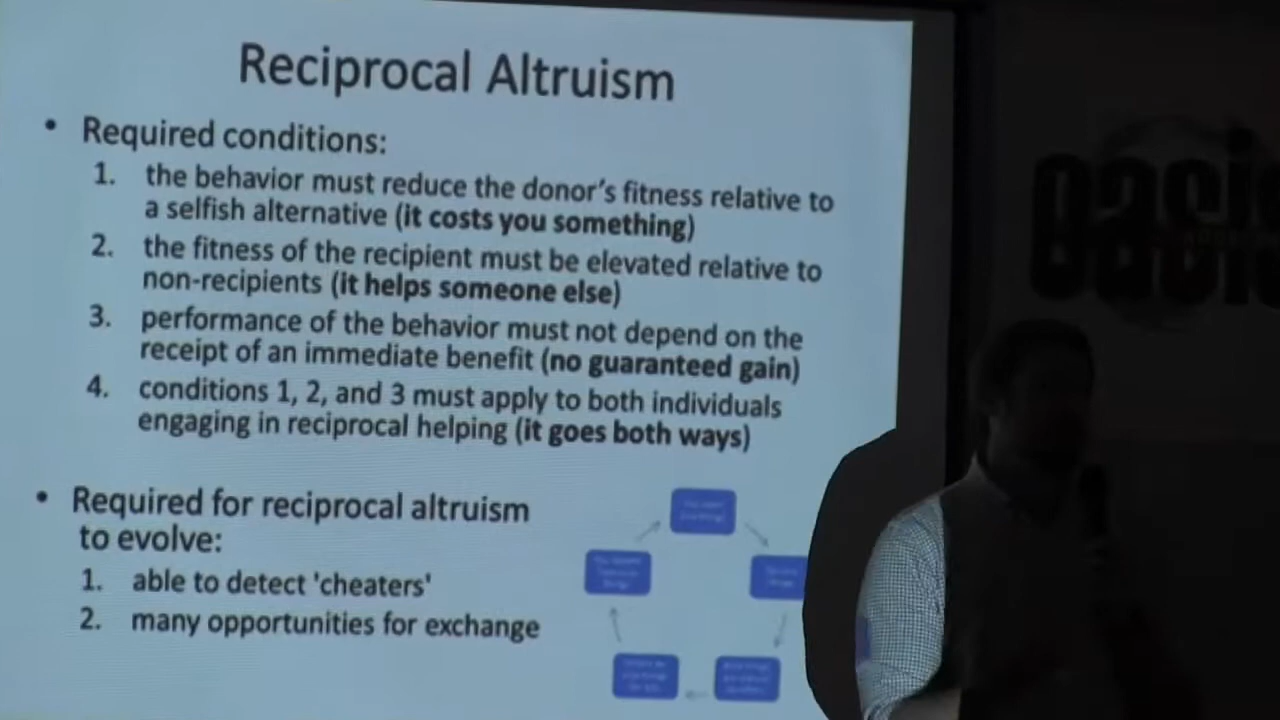 Reciprocal Altruism
• Required conditions:
1. the behavior must reduce the donor's fitness relative to
a selfish alternative (it costs you something)
2. the fitness of the recipient must be elevated relative to
non-recipients (it helps someone else)
3. performance of the behavior must not depend on the
receipt of an immediate benefit (no guaranteed gain)
4. conditions 1, 2, and 3 must apply to both individuals
engaging in reciprocal helping (it goes both ways)
• Required for reciprocal altruism
to evolve:
1. able to detect 'cheaters'
2. many opportunities for exchange
oasis